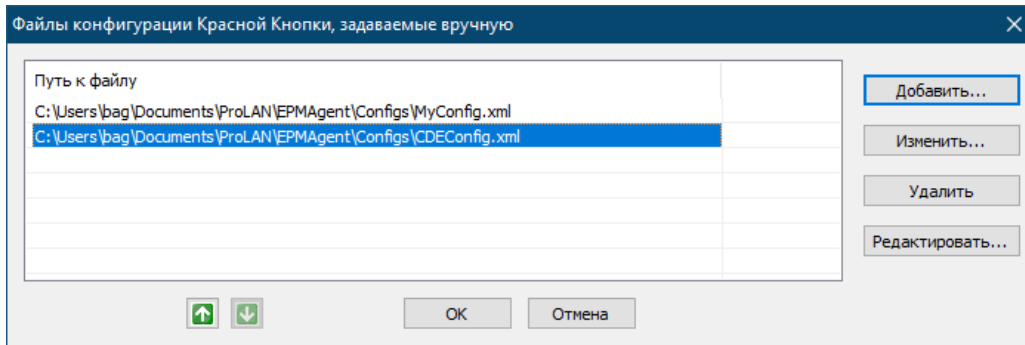 Файлы конфигурации Красной Кнопки, задаваемые вручную
Путь к файлу
C:\Users\bag\Documents\ProLAN\EPMAgent\Configs\MyConfig.xml
C:\Users\bag\Documents\ProLAN\EPMAgent\Configs\CDEConfig.xml
Добавить...
Изменить...
Удалить
Редактировать...
OK
Отмена